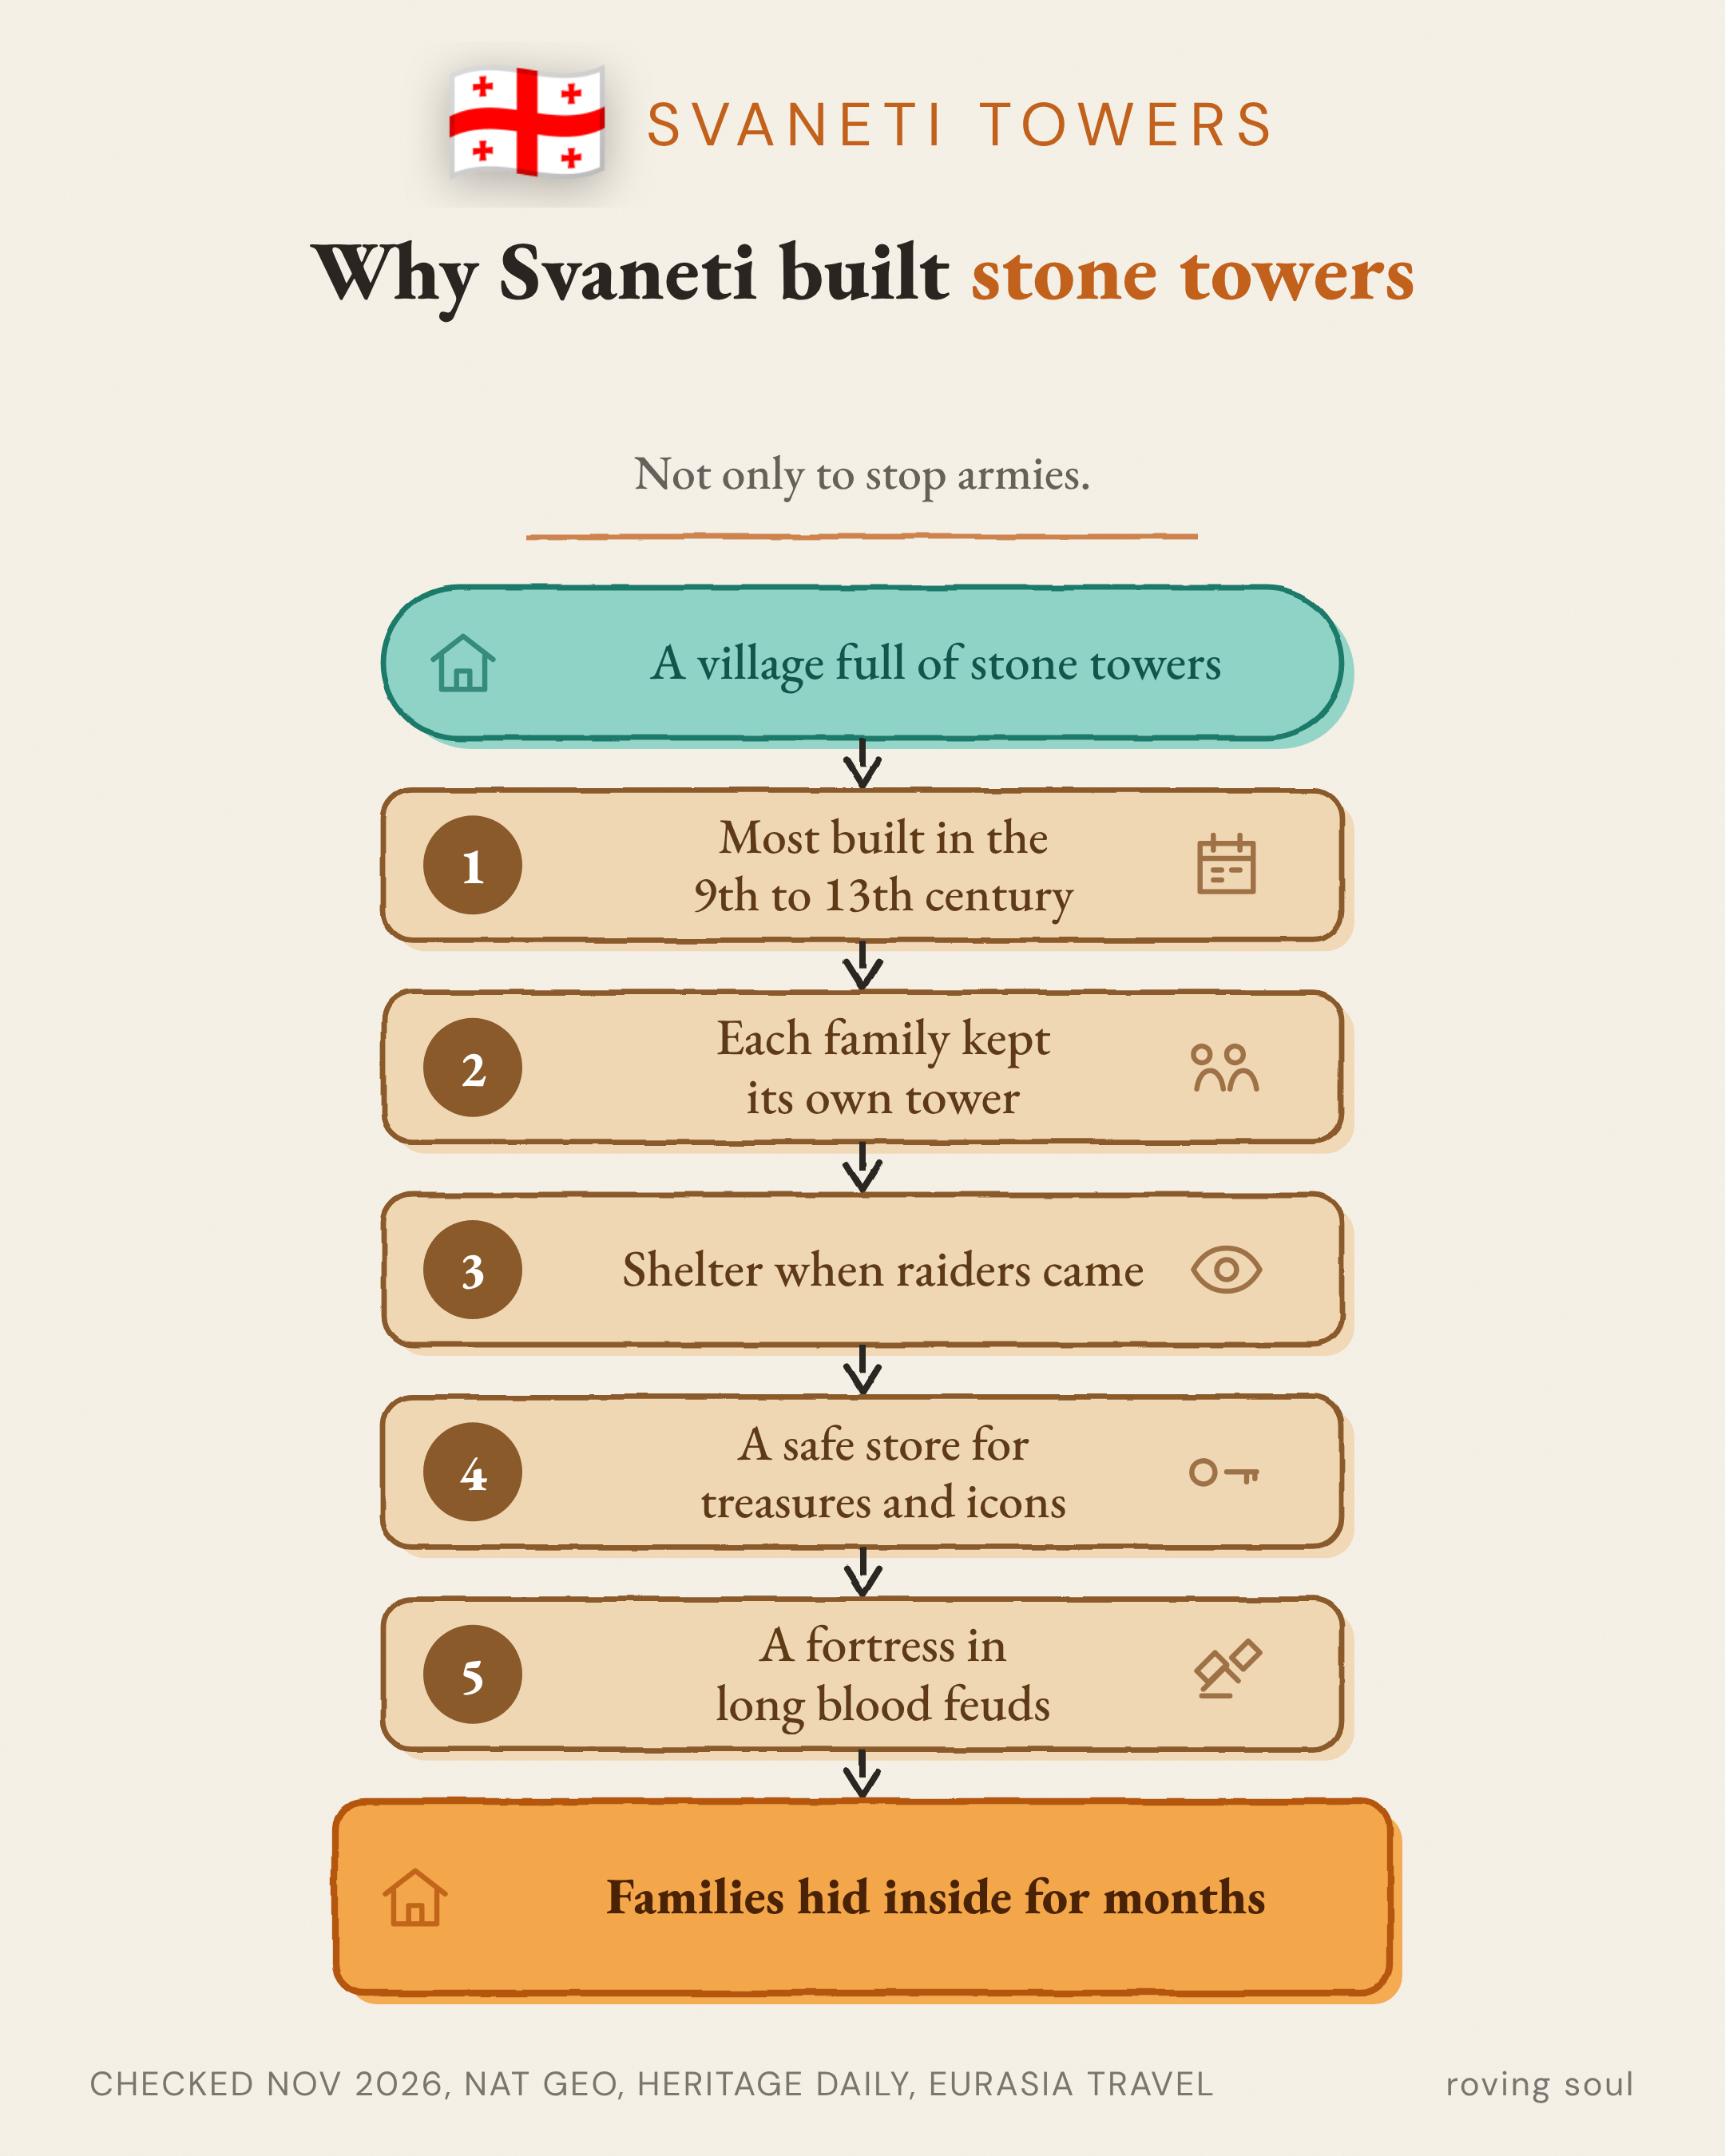 SVANETI TOWERS
Why Svaneti built stone towers
Not only to stop armies.
A village full of stone towers
1
Most built in the
9th to 13th century
2
Each family kept
its own tower
3
Shelter when raiders came
4
A safe store for
treasures and icons
5
A fortress in
long blood feuds
Families hid inside for months
CHECKED NOV 2026, NAT GEO, HERITAGE DAILY, EURASIA TRAVEL
roving soul